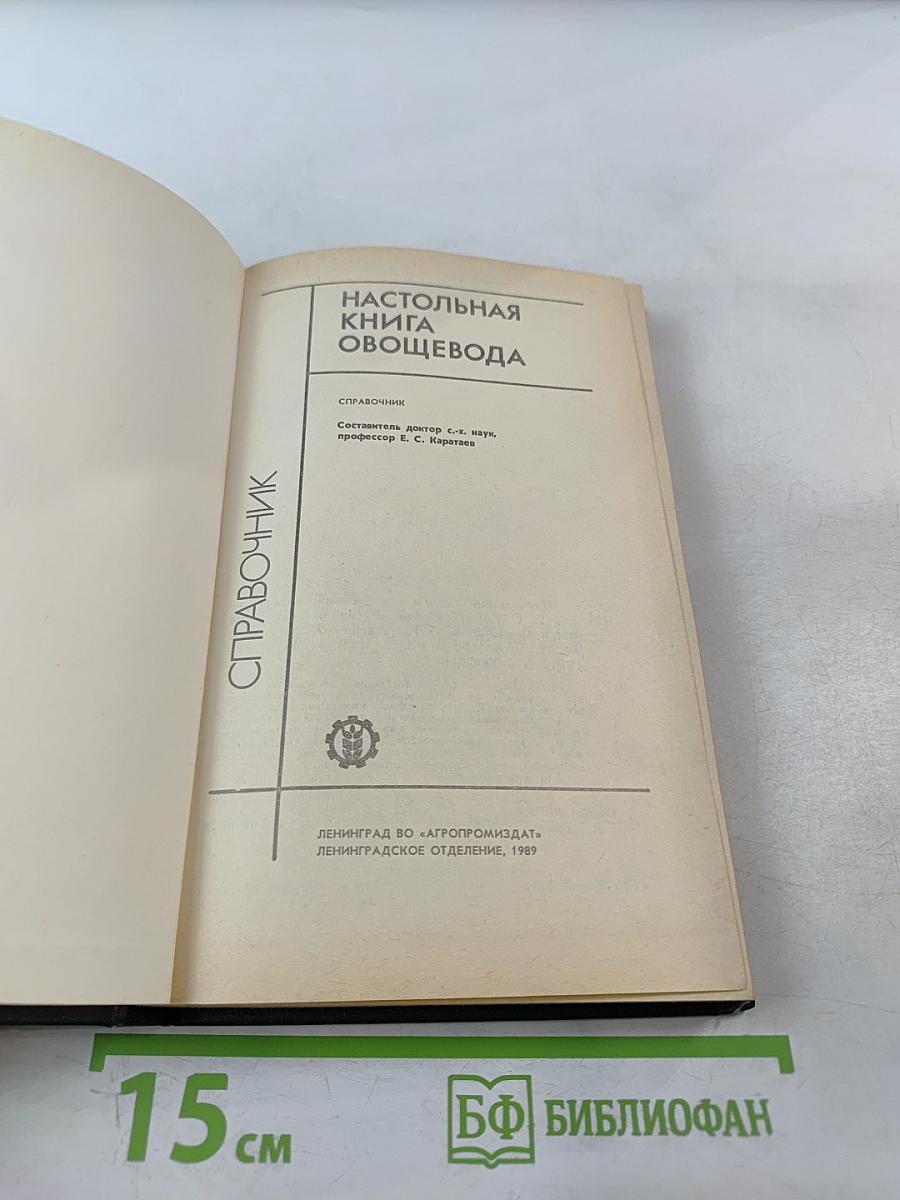 НАСТОЛЬНАЯ
КНИГА
ОВОЩЕВОДА
СПРАВОЧНИК
Составитель доктор с.-х. наук,
профессор Е. С. Каратаев
СПРАВОЧНИК
ЛЕНИНГРАД ВО «АГРОПРОМИЗДАТ»
ЛЕНИНГРАДСКОЕ ОТДЕЛЕНИЕ, 1989
15 см
БФ БИБЛИОФАН